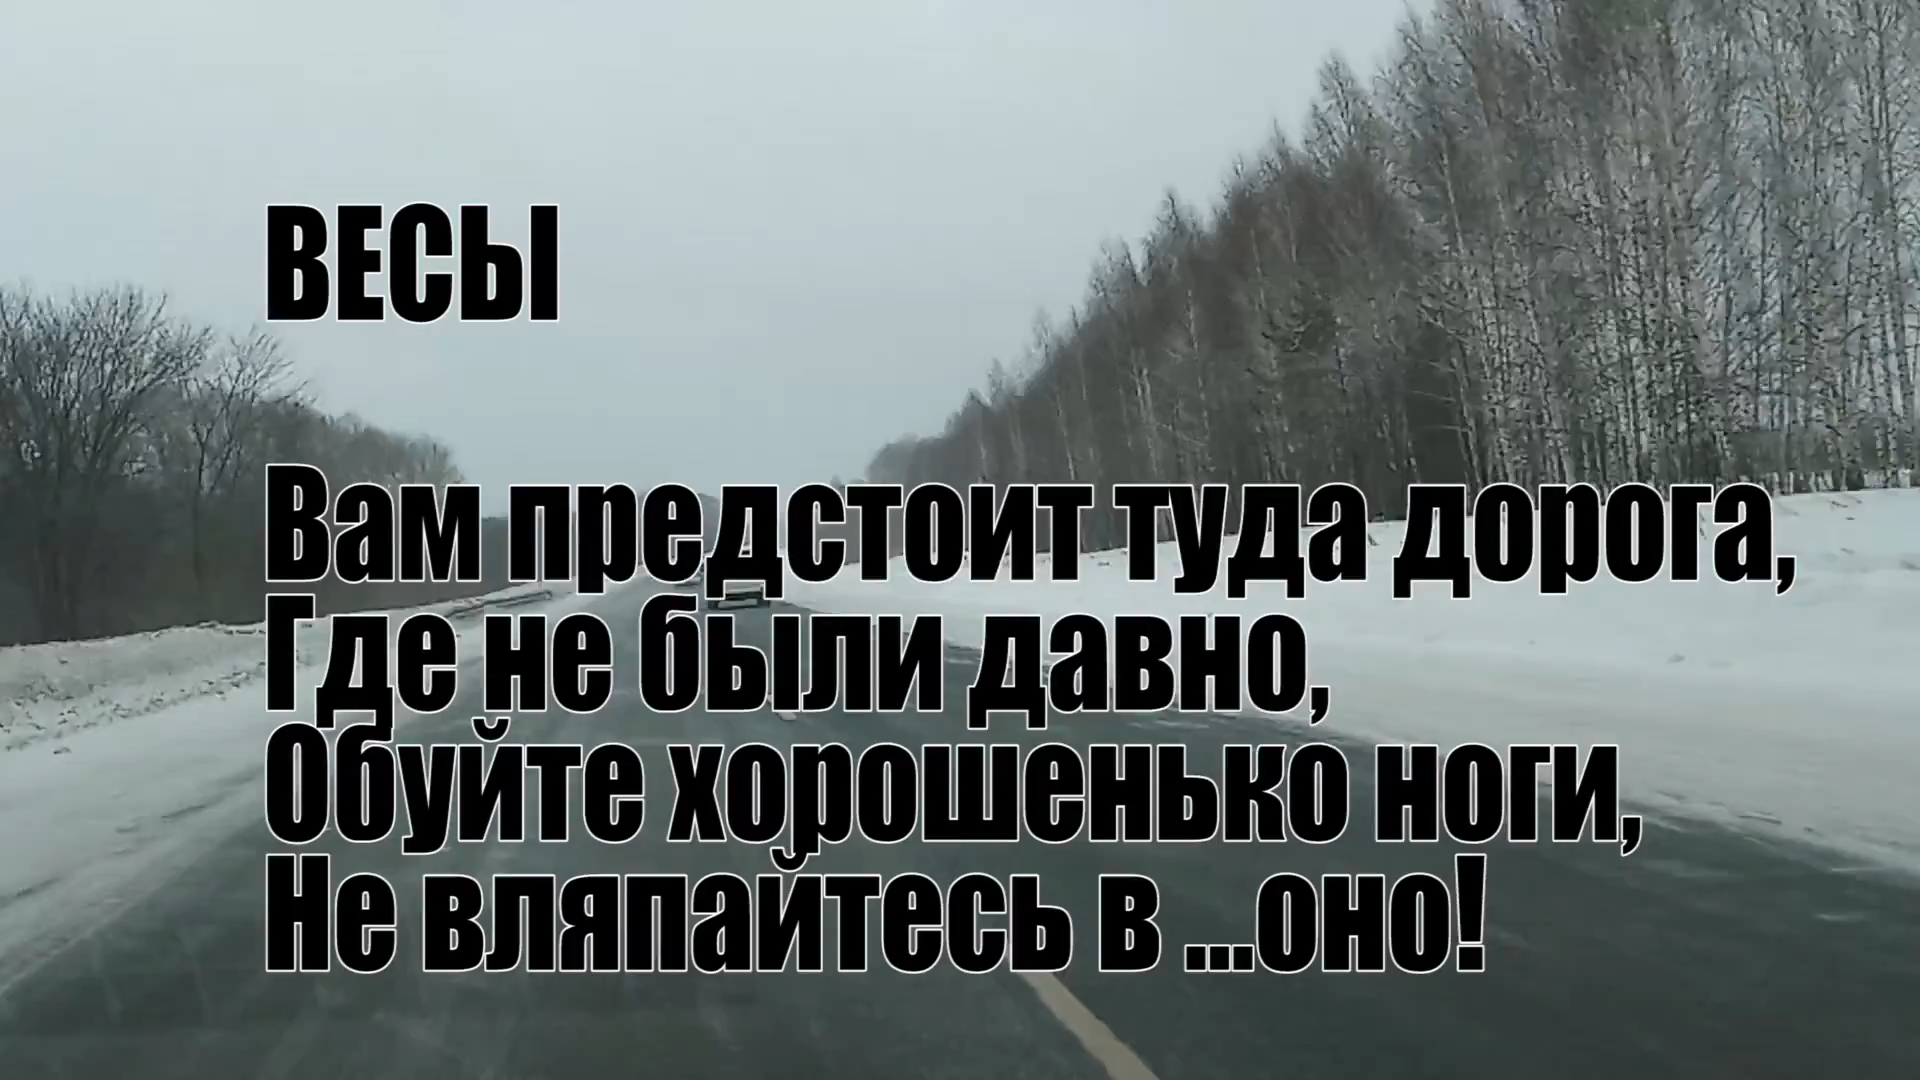 ВЕСЫ
Вам предстоит туда дорога,
Где не были давно,
Обуйте хорошенько ноги,
Не вляпайтесь в ...оно!